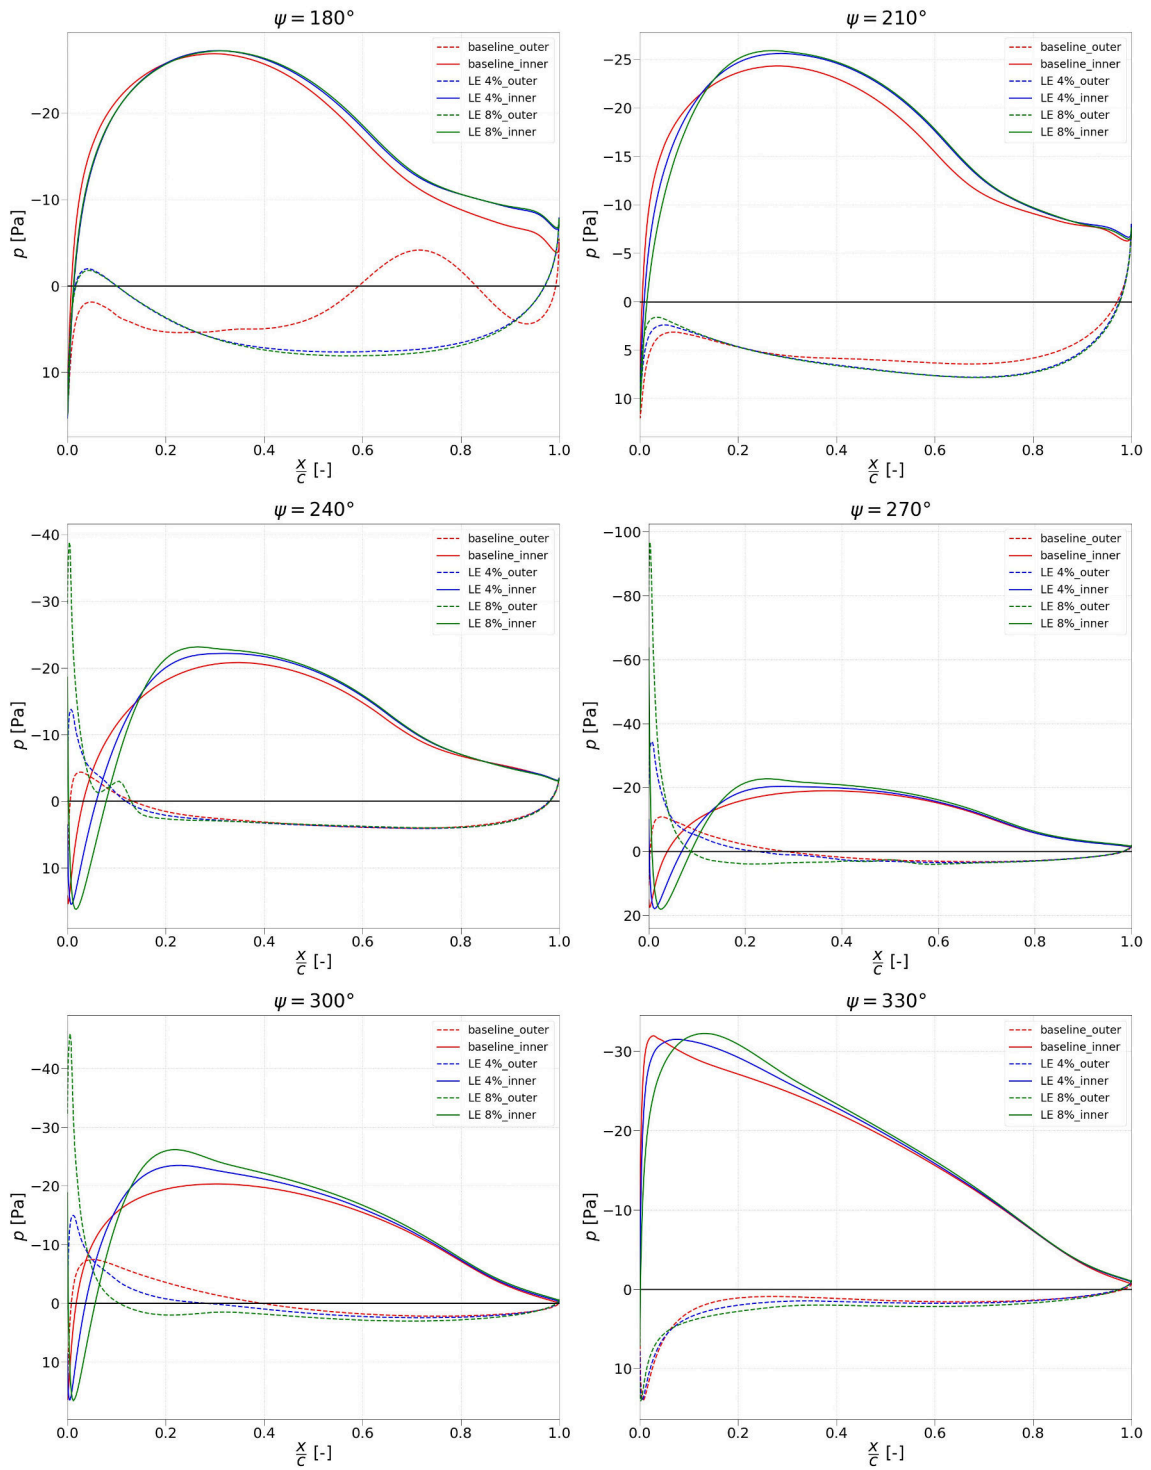 ψ = 180°
baseline_outer
baseline_inner
LE 4%_outer
LE 4%_inner
LE 8%_outer
LE 8%_inner
p [Pa]
−20
−10
0
10
0.0 0.2 0.4 0.6 0.8 1.0
x/c [-]
ψ = 210°
baseline_outer
baseline_inner
LE 4%_outer
LE 4%_inner
LE 8%_outer
LE 8%_inner
p [Pa]
−25
−20
−15
−10
−5
0
5
10
0.0 0.2 0.4 0.6 0.8 1.0
x/c [-]
ψ = 240°
baseline_outer
baseline_inner
LE 4%_outer
LE 4%_inner
LE 8%_outer
LE 8%_inner
p [Pa]
−40
−30
−20
−10
0
10
0.0 0.2 0.4 0.6 0.8 1.0
x/c [-]
ψ = 270°
baseline_outer
baseline_inner
LE 4%_outer
LE 4%_inner
LE 8%_outer
LE 8%_inner
p [Pa]
−100
−80
−60
−40
−20
0
20
0.0 0.2 0.4 0.6 0.8 1.0
x/c [-]
ψ = 300°
baseline_outer
baseline_inner
LE 4%_outer
LE 4%_inner
LE 8%_outer
LE 8%_inner
p [Pa]
−40
−30
−20
−10
0
10
0.0 0.2 0.4 0.6 0.8 1.0
x/c [-]
ψ = 330°
baseline_outer
baseline_inner
LE 4%_outer
LE 4%_inner
LE 8%_outer
LE 8%_inner
p [Pa]
−30
−20
−10
0
10
0.0 0.2 0.4 0.6 0.8 1.0
x/c [-]